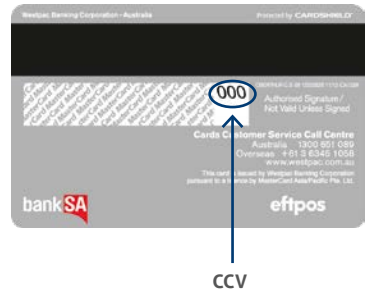 Westpac Banking Corporation - Australia
Protected by CARDSHIELD
000
Authorised Signature /
Not Valid Unless Signed
Cards Customer Service Call Centre
Australia 1300 651 089
Overseas +61 3 6345 1058
www.westpac.com.au
This card is issued by Westpac Banking Corporation
pursuant to a licence by MasterCard Asia/Pacific Pte. Ltd.
bankSA
eftpos
CCV